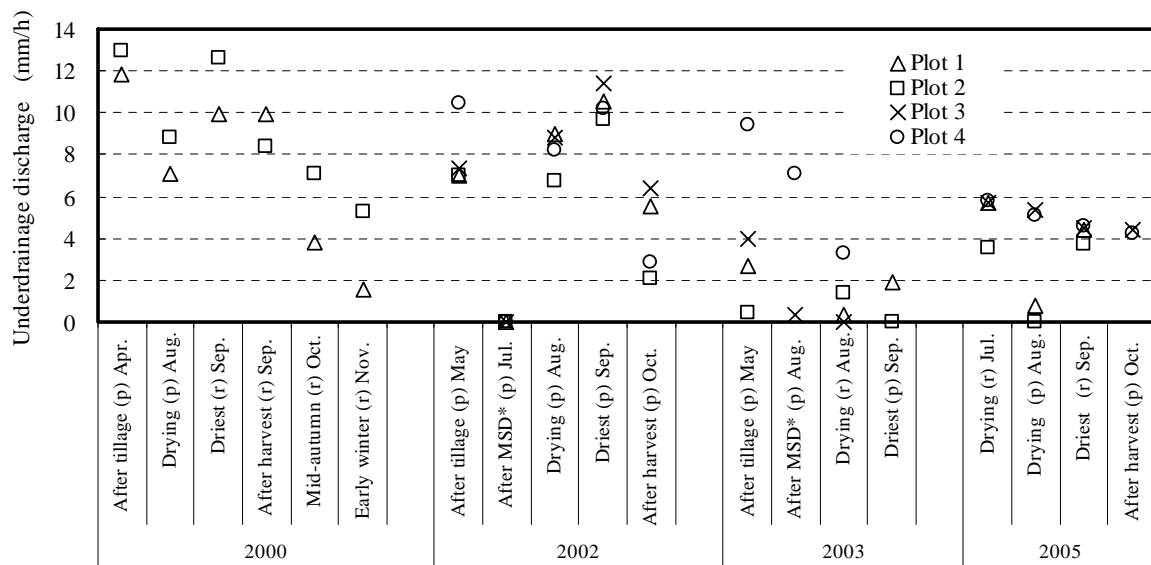 Underdrainage discharge (mm/h)
14
12
10
8
6
4
2
0
Plot 1
Plot 2
Plot 3
Plot 4
After tillage (p) Apr.
Drying (p) Aug.
Driest (r) Sep.
After harvest (r) Sep.
Mid-autumn (r) Oct.
Early winter (r) Nov.
After tillage (p) May
After MSD* (p) Jul.
Drying (p) Aug.
Driest (p) Sep.
After harvest (p) Oct.
After tillage (p) May
After MSD* (p) Aug.
Drying (r) Aug.
Driest (p) Sep.
Drying (r) Jul.
Drying (p) Aug.
Driest (r) Sep.
After harvest (p) Oct.
2000
2002
2003
2005